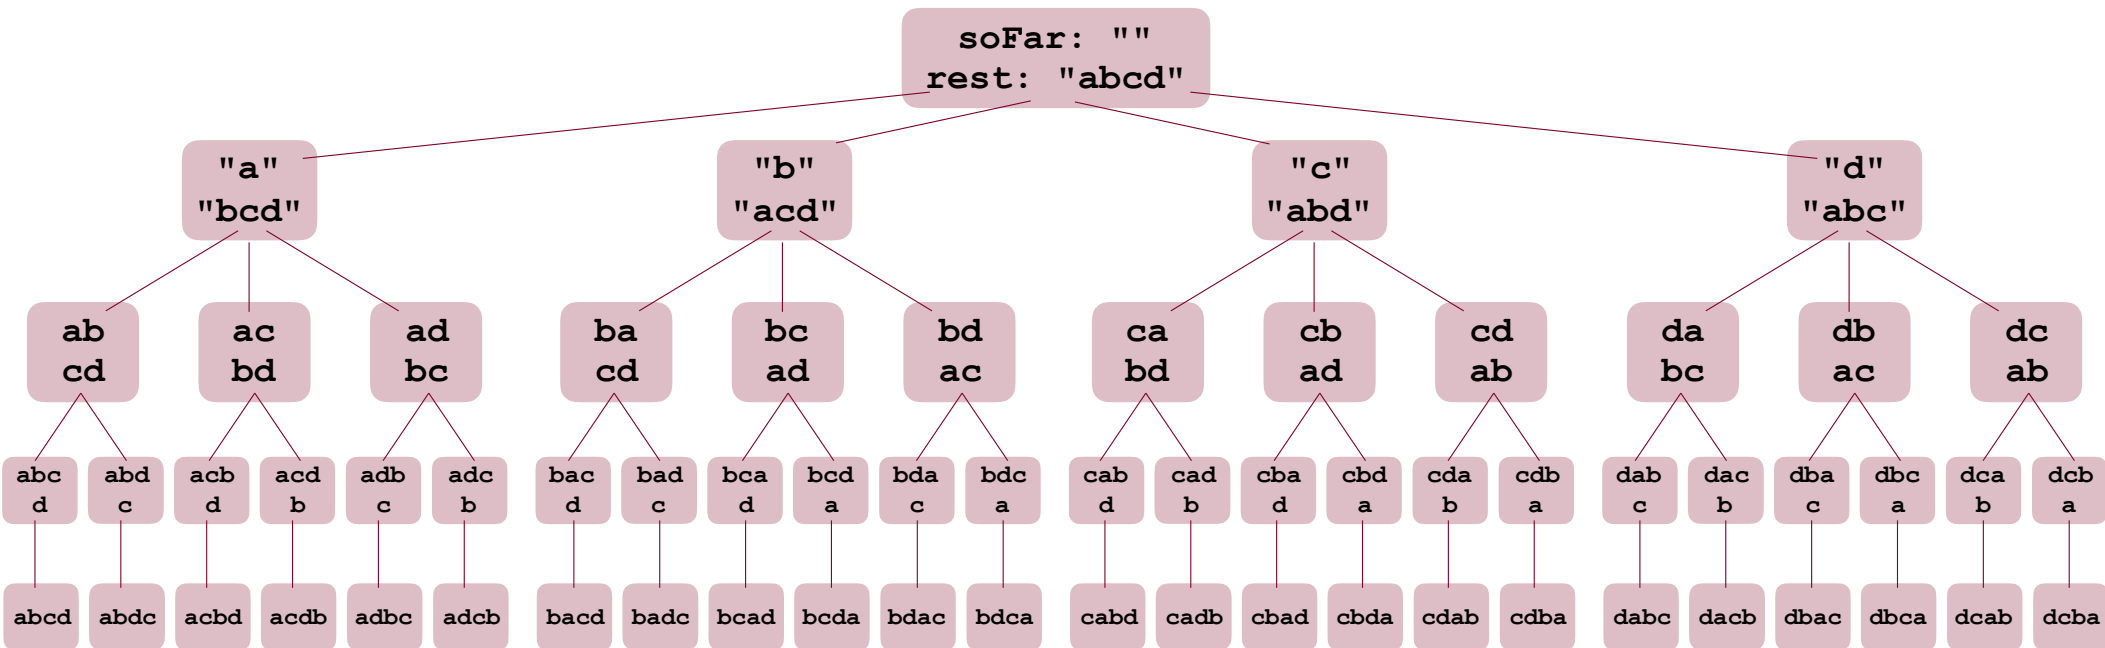 soFar: ""
rest: "abcd"
"a"
"bcd"
"b"
"acd"
"c"
"abd"
"d"
"abc"
ab
cd
ac
bd
ad
bc
ba
cd
bc
ad
bd
ac
ca
bd
cb
ad
cd
ab
da
bc
db
ac
dc
ab
abc
d
abd
c
acb
d
acd
b
adb
c
adc
b
bac
d
bad
c
bca
d
bcd
a
bda
c
bdc
a
cab
d
cad
b
cba
d
cbd
a
cda
b
cdb
a
dab
c
dac
b
dba
c
dbc
a
dca
b
dcb
a
abcd
abdc
acbd
acdb
adbc
adcb
bacd
badc
bcad
bcda
bdac
bdca
cabd
cadb
cbad
cbda
cdab
cdba
dabc
dacb
dbac
dbca
dcab
dcba